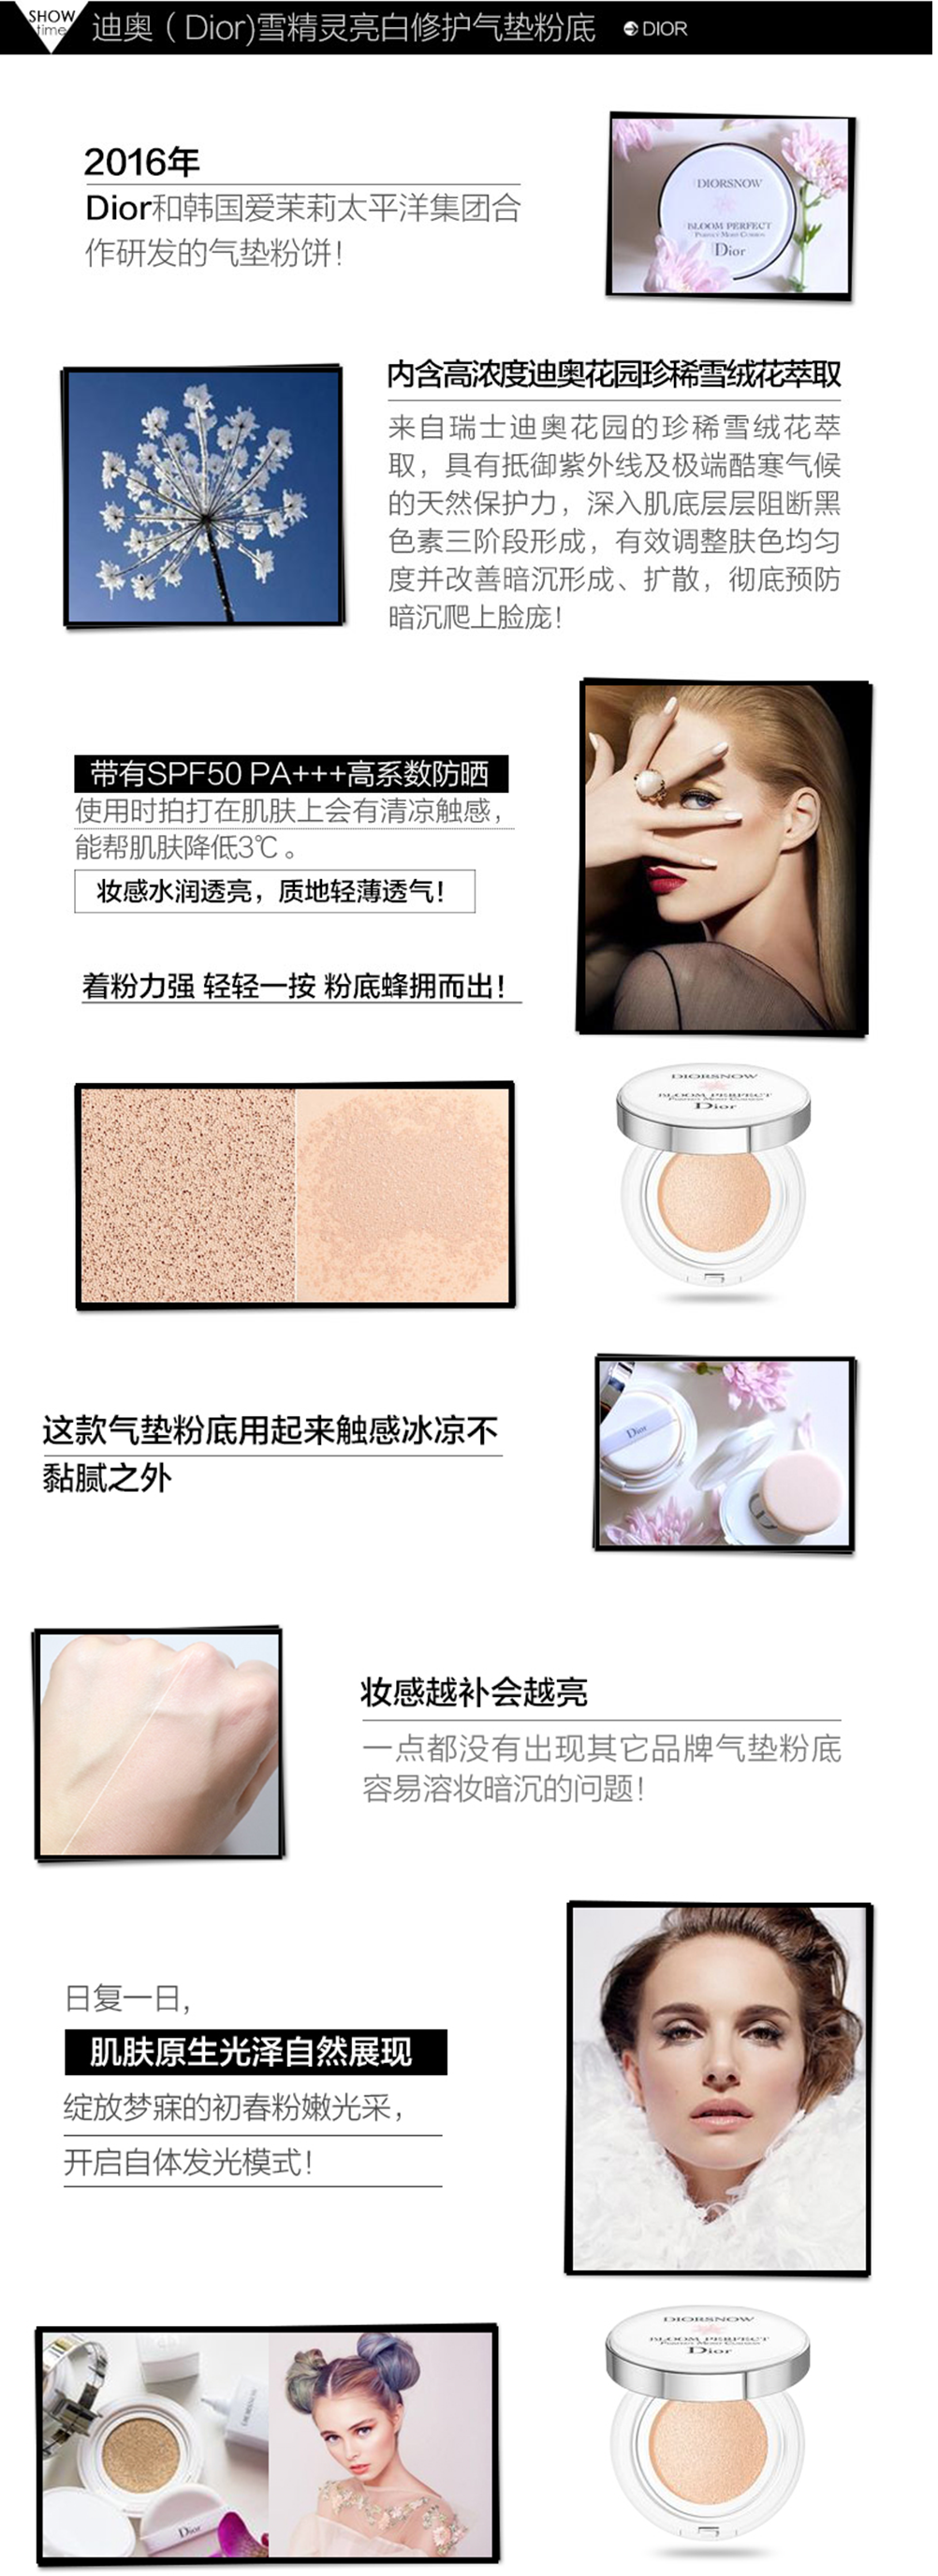 SHOW
time
迪奥（Dior)雪精灵亮白修护气垫粉底
DIOR
2016年
Dior和韩国爱茉莉太平洋集团合
作研发的气垫粉饼！
DIORSNOW
BLOOM PERFECT
PERFECT MOIST CUSHION
Dior
内含高浓度迪奥花园珍稀雪绒花萃取
来自瑞士迪奥花园的珍稀雪绒花萃
取，具有抵御紫外线及极端酷寒气候
的天然保护力，深入肌底层层阻断黑
色素三阶段形成，有效调整肤色均匀
度并改善暗沉形成、扩散，彻底预防
暗沉爬上脸庞！
带有SPF50 PA+++高系数防晒
使用时拍打在肌肤上会有清凉触感，
能帮肌肤降低3℃。
妆感水润透亮，质地轻薄透气！
着粉力强 轻轻一按 粉底蜂拥而出！
DIORSNOW
BLOOM PERFECT
PERFECT MOIST CUSHION
Dior
这款气垫粉底用起来触感冰凉不
黏腻之外
Dior
妆感越补会越亮
一点都没有出现其它品牌气垫粉底
容易溶妆暗沉的问题！
日复一日，
肌肤原生光泽自然展现
绽放梦寐的初春粉嫩光采，
开启自体发光模式！
DIORSNOW
Dior
DIORSNOW
BLOOM PERFECT
PERFECT MOIST CUSHION
Dior